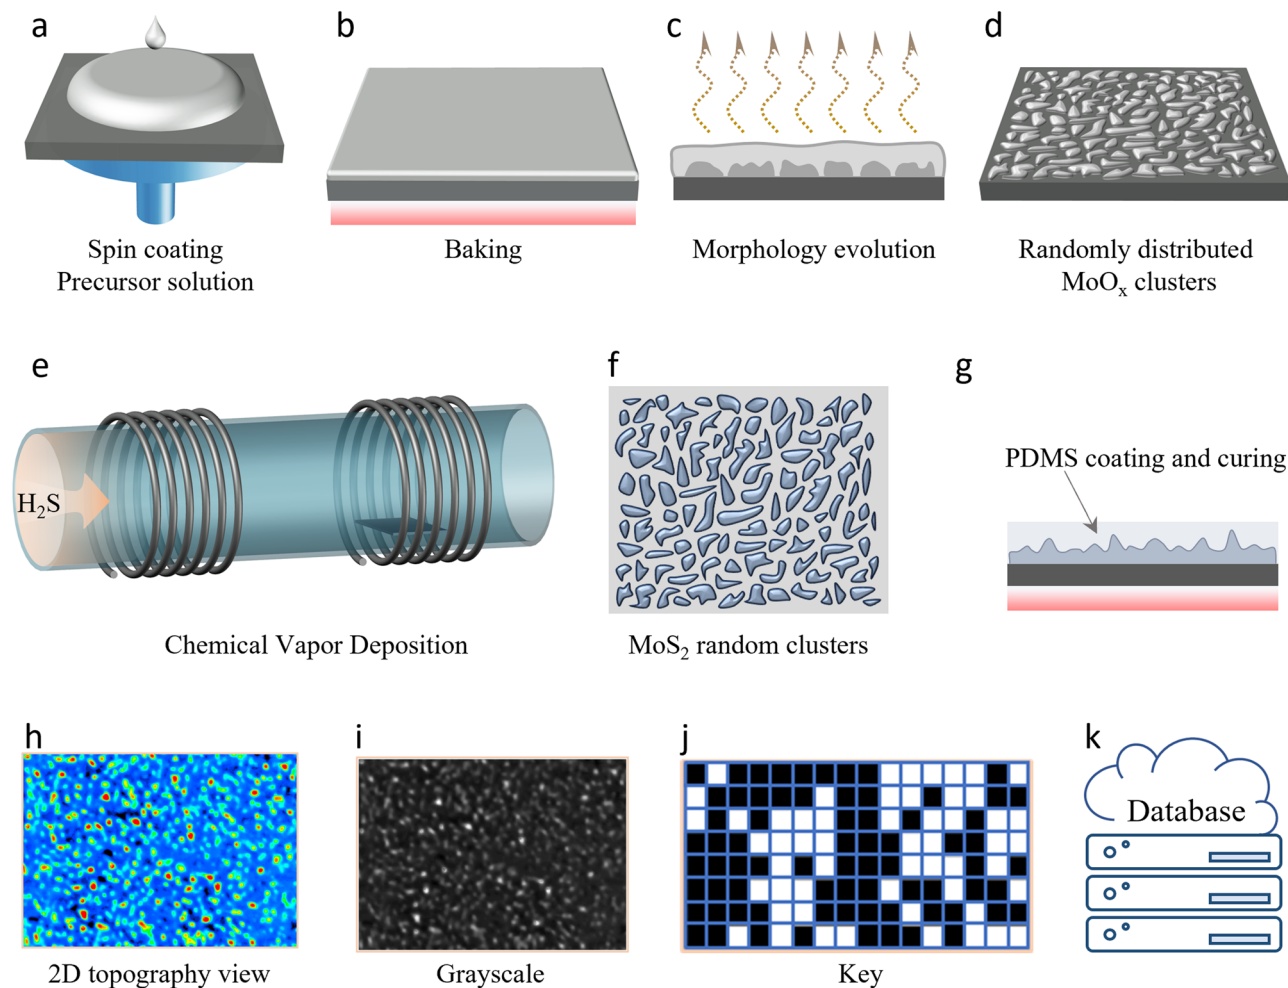 a
b
c
d
Spin coating
Precursor solution
Baking
Morphology evolution
Randomly distributed
MoOₓ clusters
e
f
g
H₂S
PDMS coating and curing
Chemical Vapor Deposition
MoS₂ random clusters
h
i
j
k
Database
2D topography view
Grayscale
Key